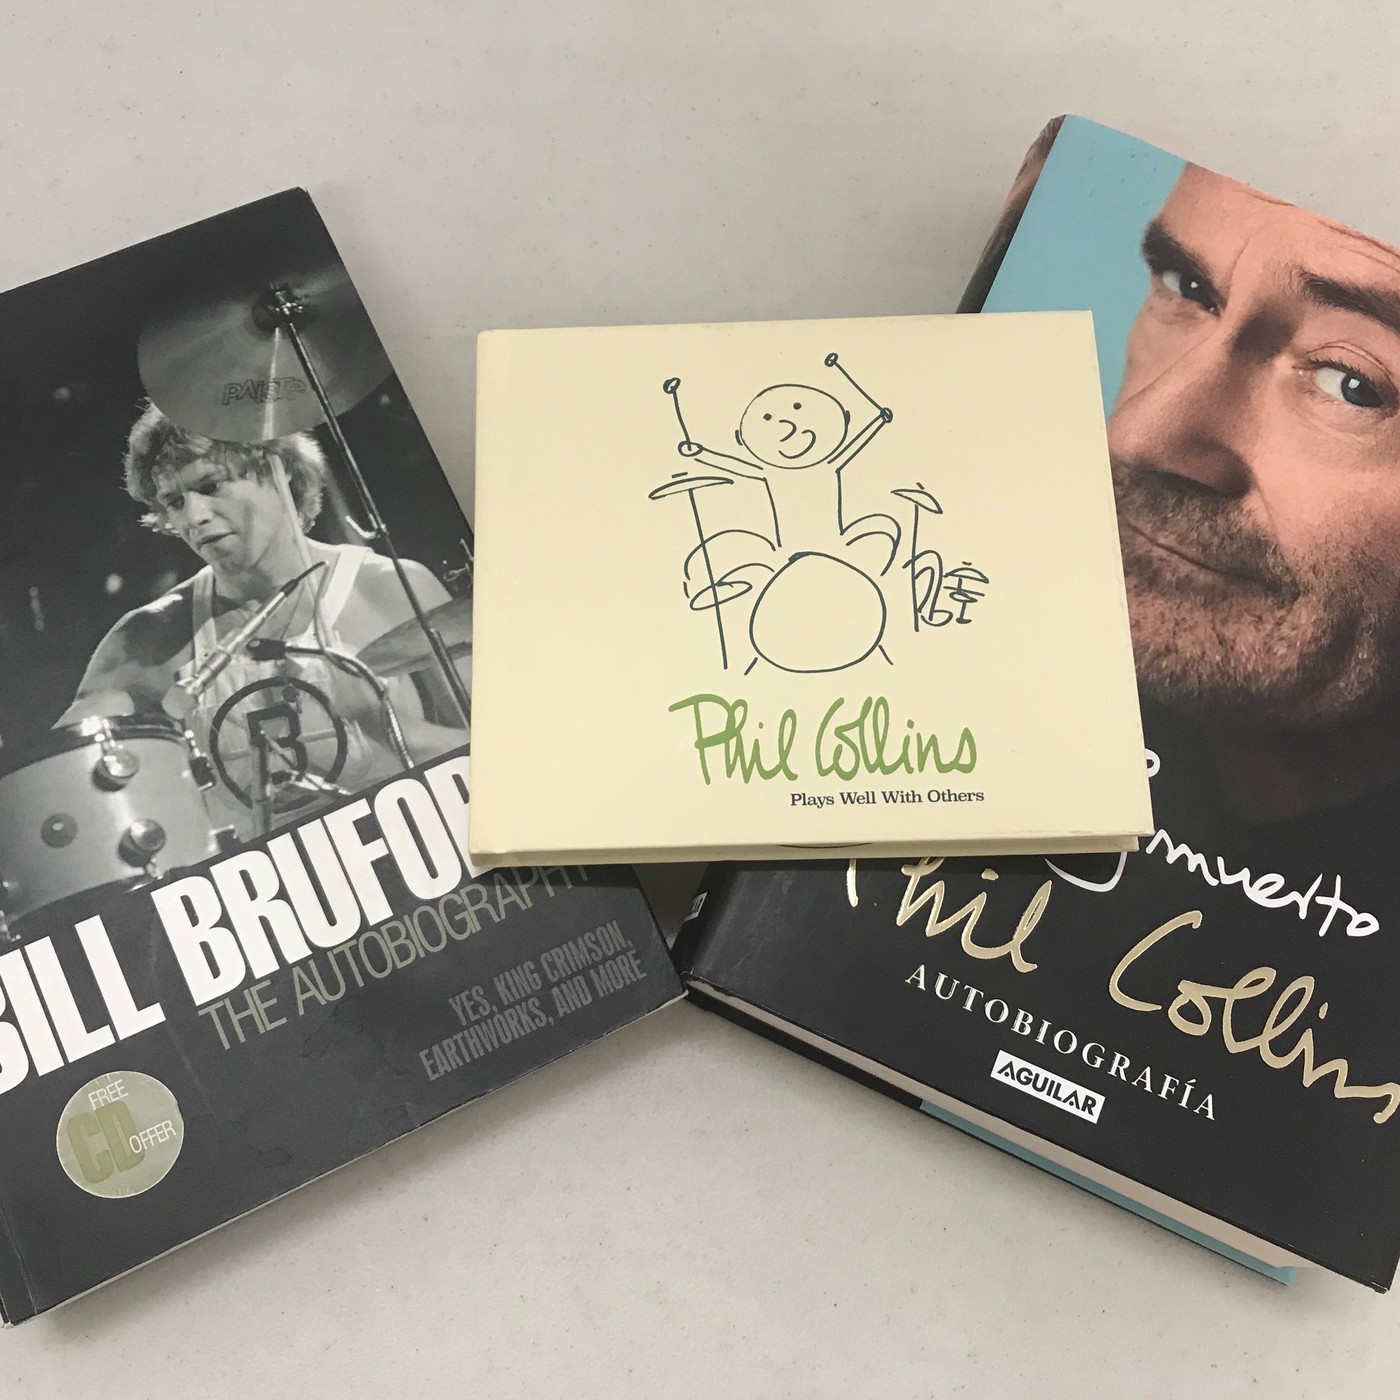 PAiSTe
B
BILL BRUFOR
THE AUTOBIOGRAPHY
YES, KING CRIMSON,
EARTHWORKS, AND MORE
FREE
CD
OFFER
Phil Collins
Plays Well With Others
muerto
Phil Collins
AUTOBIOGRAFÍA
AGUILAR